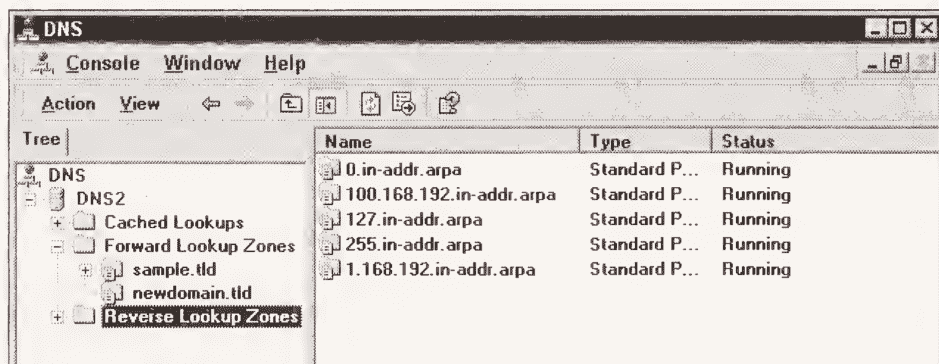 DNS
Console Window Help
Action View
Tree
Name Type Status
DNS
DNS2
Cached Lookups
Forward Lookup Zones
sample.tld
newdomain.tld
Reverse Lookup Zones
0.in-addr.arpa Standard P... Running
100.168.192.in-addr.arpa Standard P... Running
127.in-addr.arpa Standard P... Running
255.in-addr.arpa Standard P... Running
1.168.192.in-addr.arpa Standard P... Running